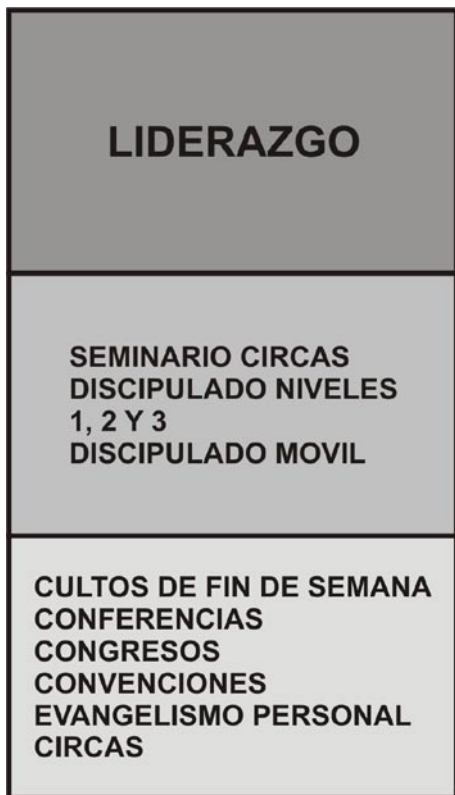 LIDERAZGO
SEMINARIO CIRCAS
DISCIPULADO NIVELES
1, 2 Y 3
DISCIPULADO MOVIL
CULTOS DE FIN DE SEMANA
CONFERENCIAS
CONGRESOS
CONVENCIONES
EVANGELISMO PERSONAL
CIRCAS